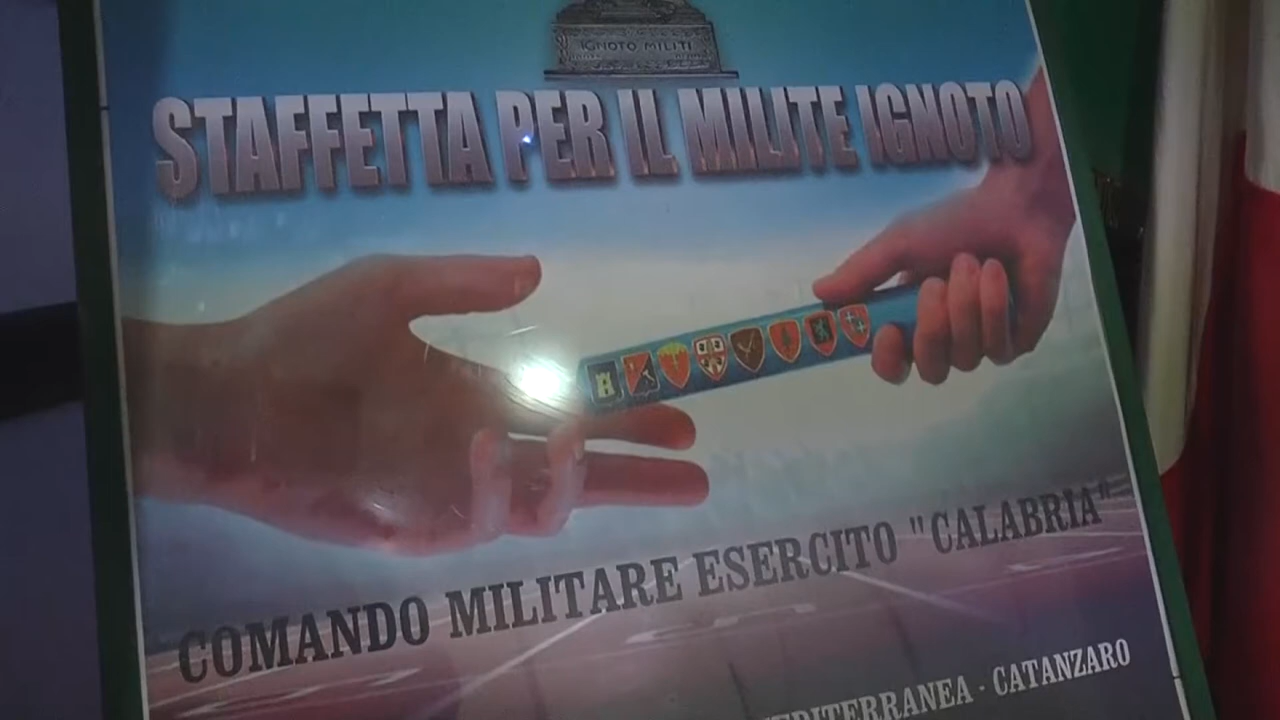 IGNOTO MILITI
STAFFETTA PER IL MILITE IGNOTO
COMANDO MILITARE ESERCITO "CALABRIA"
- CATANZARO